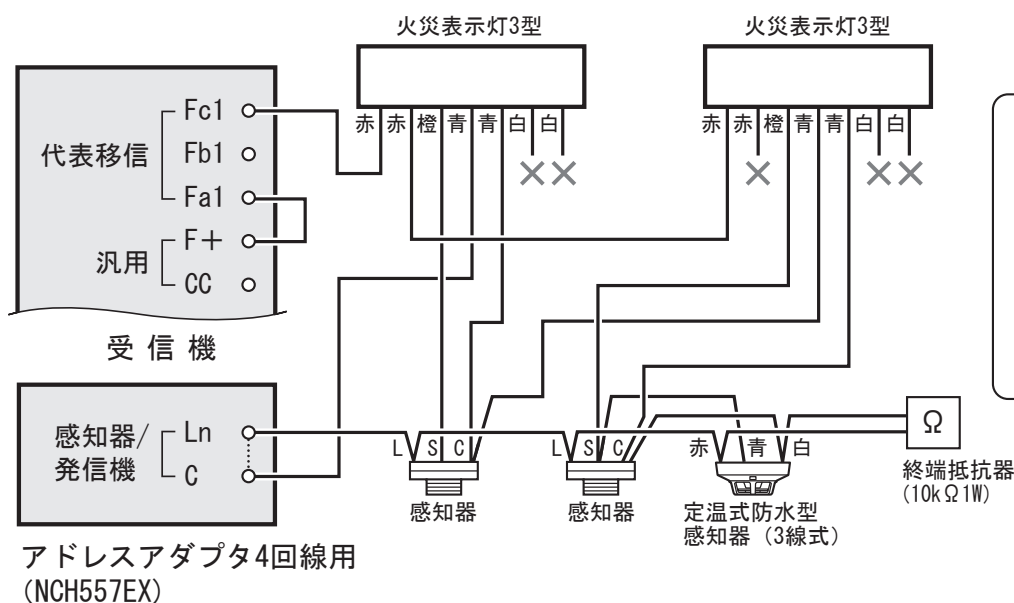 火災表示灯3型
火災表示灯3型
赤 赤 橙 青 青 白 白
赤 赤 橙 青 青 白 白
代表移信
Fc1
Fb1
Fa1
汎用
F+
CC
受信機
感知器/
発信機
Ln
C
L S C
感知器
L S C
感知器
赤 青 白
定温式防水型
感知器（3線式）
Ω
終端抵抗器
(10kΩ1W)
アドレスアダプタ4回線用
(NCH557EX)